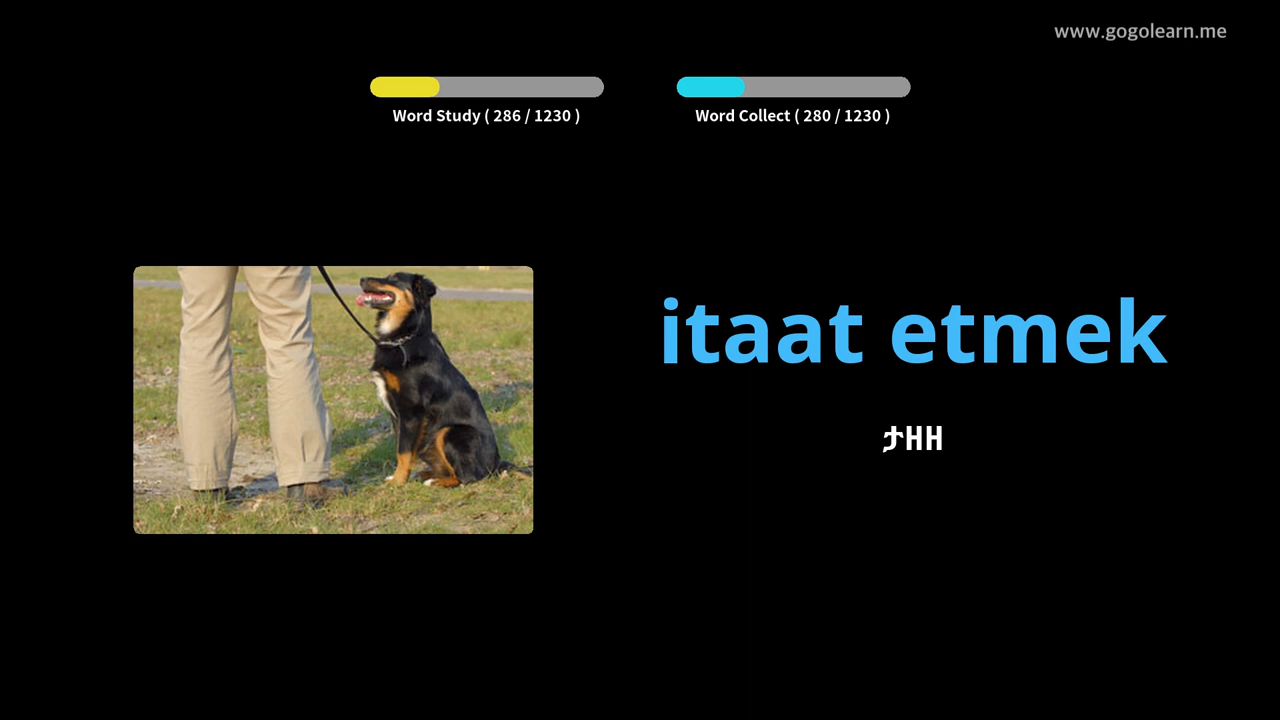 www.gogolearn.me
Word Study ( 286 / 1230 )
Word Collect ( 280 / 1230 )
itaat etmek
ታዘዘ